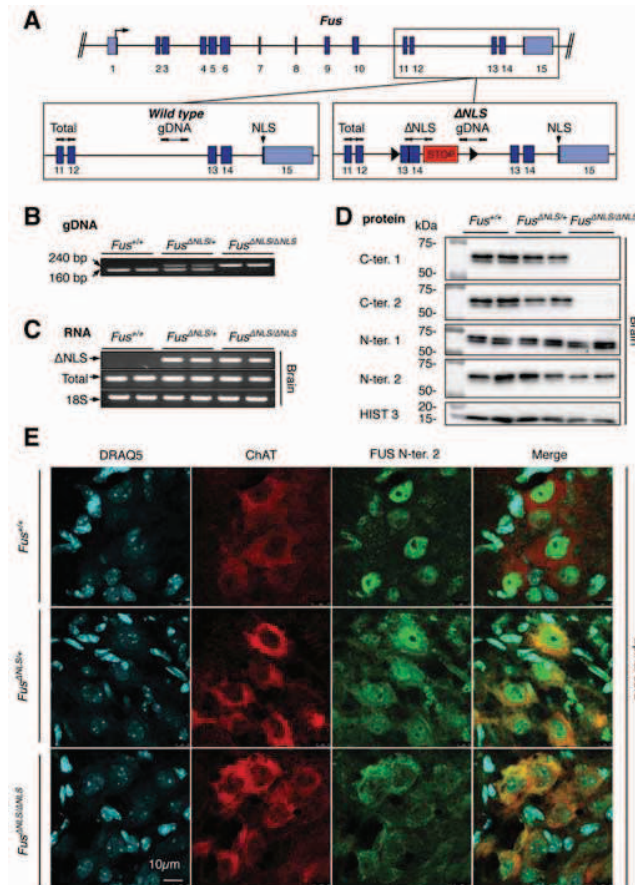 A
Fus
1 2 3 4 5 6 7 8 9 10 11 12 13 14 15
Wild type
Total gDNA NLS
11 12 13 14 15
ΔNLS
Total ΔNLS gDNA NLS
STOP
11 12 13 14 13 14 15
B gDNA
Fus+/+ FusΔNLS/+ FusΔNLS/ΔNLS
240 bp
160 bp
C RNA
Fus+/+ FusΔNLS/+ FusΔNLS/ΔNLS
ΔNLS
Total
18S
Brain
D protein kDa Fus+/+ FusΔNLS/+ FusΔNLS/ΔNLS
75-
C-ter. 1
50-
75-
C-ter. 2
50-
75-
N-ter. 1
50-
75-
N-ter. 2
50-
20-
HIST 3
15-
Brain
E
DRAQ5 ChAT FUS N-ter. 2 Merge
Fus+/+
FusΔNLS/+
FusΔNLS/ΔNLS
10µm